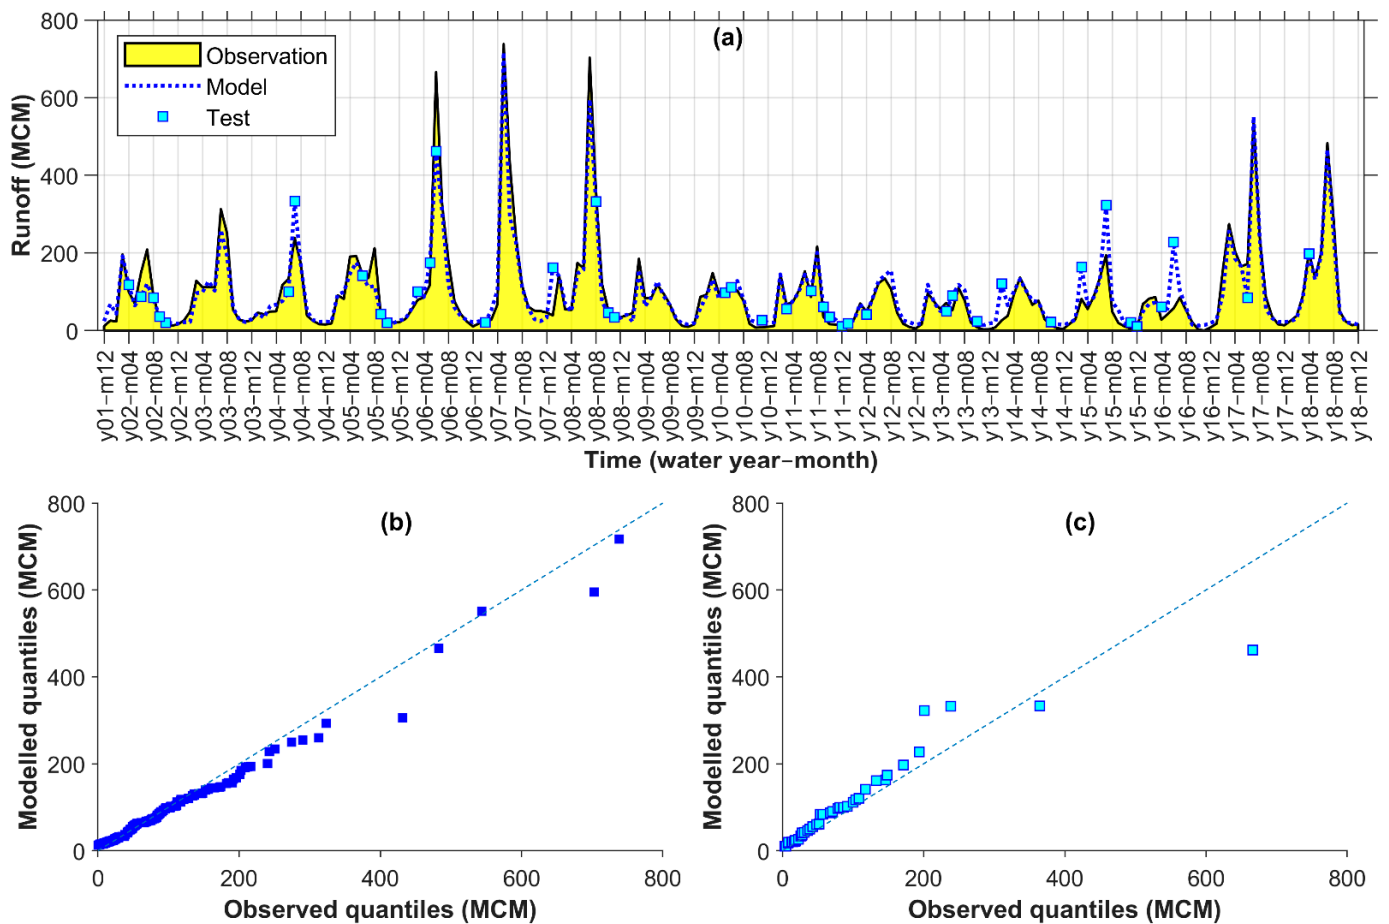 800
600
400
200
0
Runoff (MCM)
(a)
Observation
Model
Test
y01−m12
y02−m04
y02−m08
y02−m12
y03−m04
y03−m08
y03−m12
y04−m04
y04−m08
y04−m12
y05−m04
y05−m08
y05−m12
y06−m04
y06−m08
y06−m12
y07−m04
y07−m08
y07−m12
y08−m04
y08−m08
y08−m12
y09−m04
y09−m08
y09−m12
y10−m04
y10−m08
y10−m12
y11−m04
y11−m08
y11−m12
y12−m04
y12−m08
y12−m12
y13−m04
y13−m08
y13−m12
y14−m04
y14−m08
y14−m12
y15−m04
y15−m08
y15−m12
y16−m04
y16−m08
y16−m12
y17−m04
y17−m08
y17−m12
y18−m04
y18−m08
y18−m12
Time (water year−month)
(b)
800
600
400
200
0
Modelled quantiles (MCM)
0 200 400 600 800
Observed quantiles (MCM)
(c)
800
600
400
200
0
Modelled quantiles (MCM)
0 200 400 600 800
Observed quantiles (MCM)